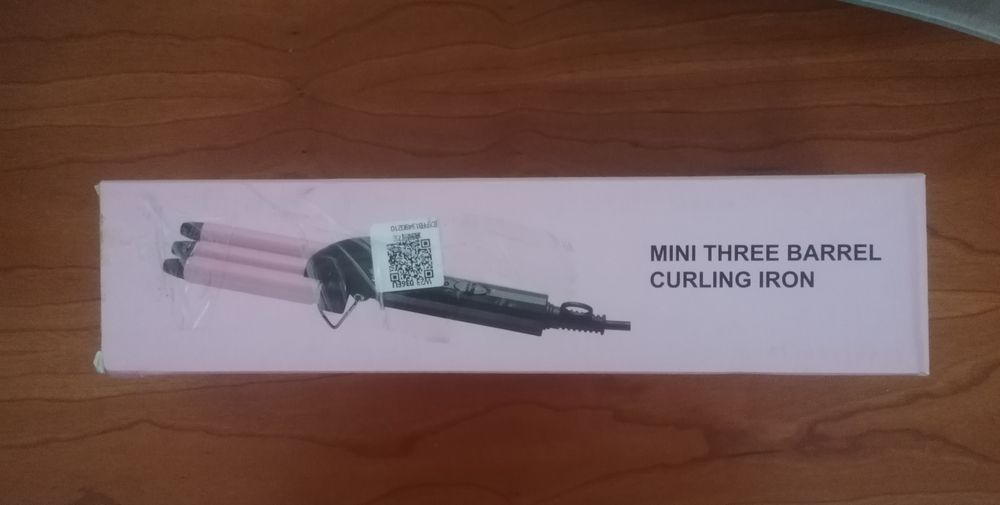 MINI THREE BARREL
CURLING IRON